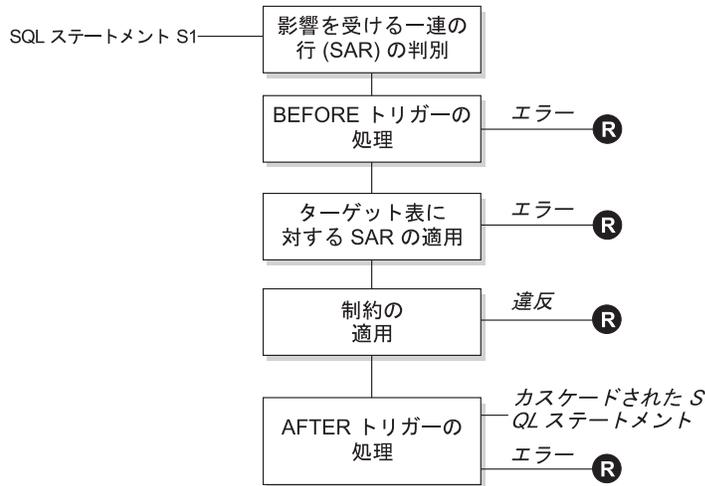 SQL ステートメント S1
影響を受ける一連の
行 (SAR) の判別
BEFORE トリガーの
処理
エラー
R
ターゲット表に
対する SAR の適用
エラー
R
制約の
適用
違反
R
AFTER トリガーの
処理
カスケードされた S
QL ステートメント
エラー
R